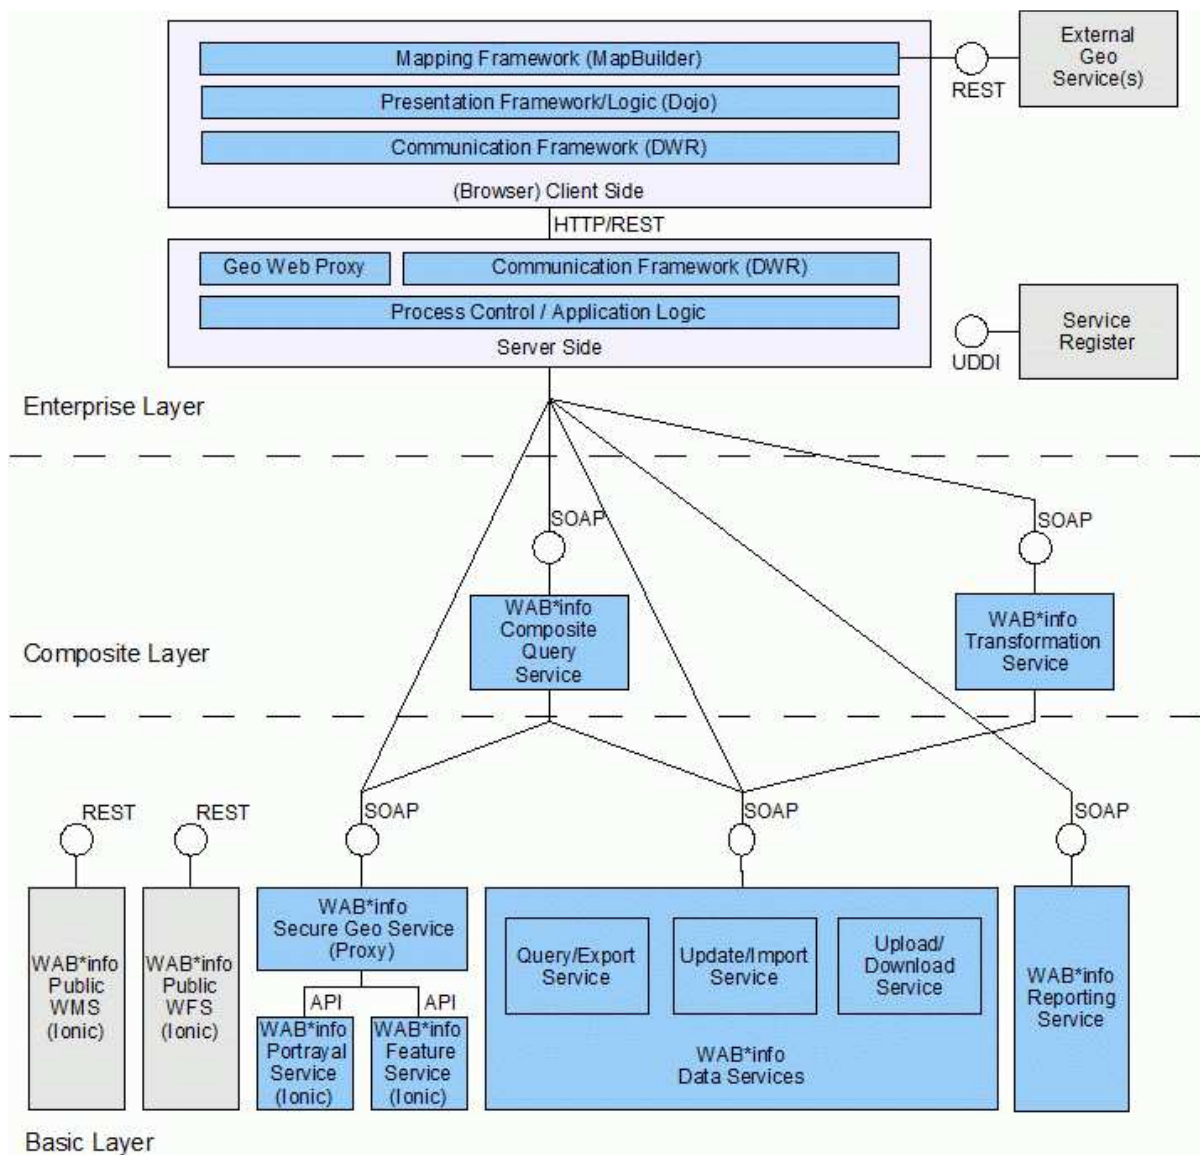 Mapping Framework (MapBuilder)
Presentation Framework/Logic (Dojo)
Communication Framework (DWR)
(Browser) Client Side
REST
External
Geo
Service(s)
HTTP/REST
Geo Web Proxy
Communication Framework (DWR)
Process Control / Application Logic
Server Side
UDDI
Service
Register
Enterprise Layer
SOAP
SOAP
WAB*info
Composite
Query
Service
WAB*info
Transformation
Service
Composite Layer
REST
REST
SOAP
SOAP
SOAP
WAB*info
Public
WMS
(Ionic)
WAB*info
Public
WFS
(Ionic)
WAB*info
Secure Geo Service
(Proxy)
API
API
WAB*info
Portrayal
Service
(Ionic)
WAB*info
Feature
Service
(Ionic)
Query/Export
Service
Update/Import
Service
Upload/
Download
Service
WAB*info
Data Services
WAB*info
Reporting
Service
Basic Layer